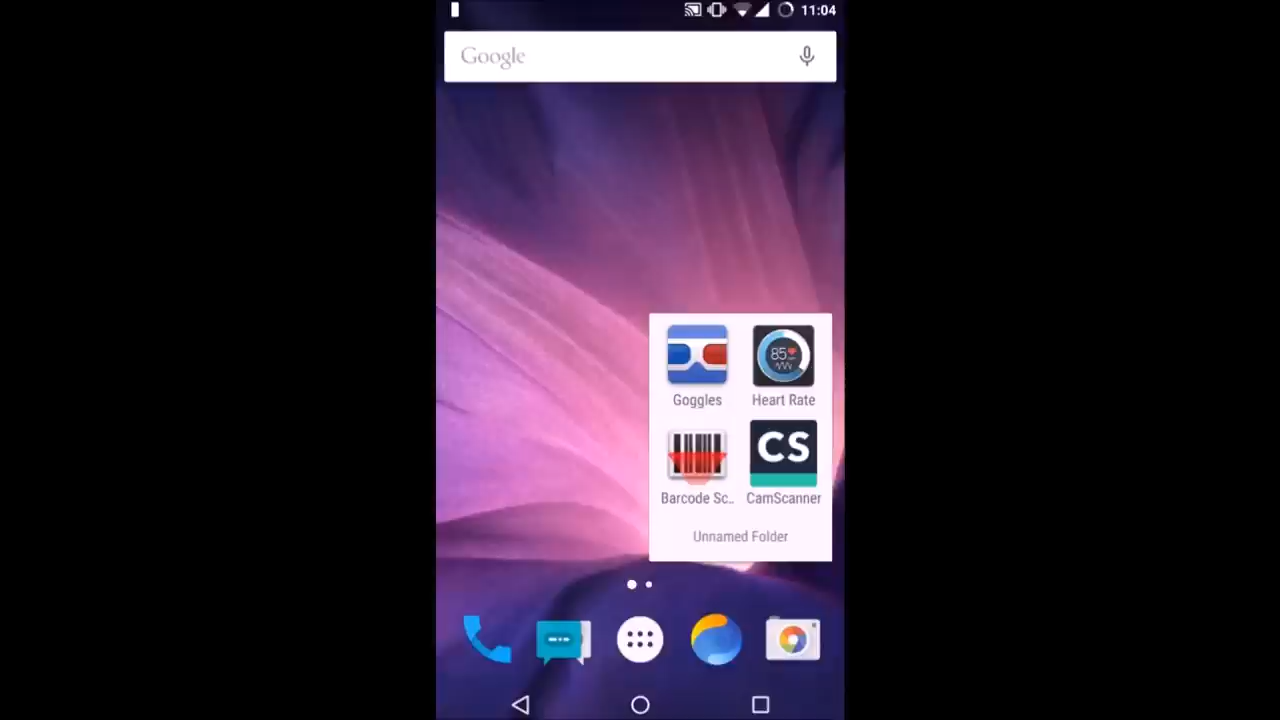 11:04
Google
85
Goggles
Heart Rate
CS
Barcode Sc..
CamScanner
Unnamed Folder